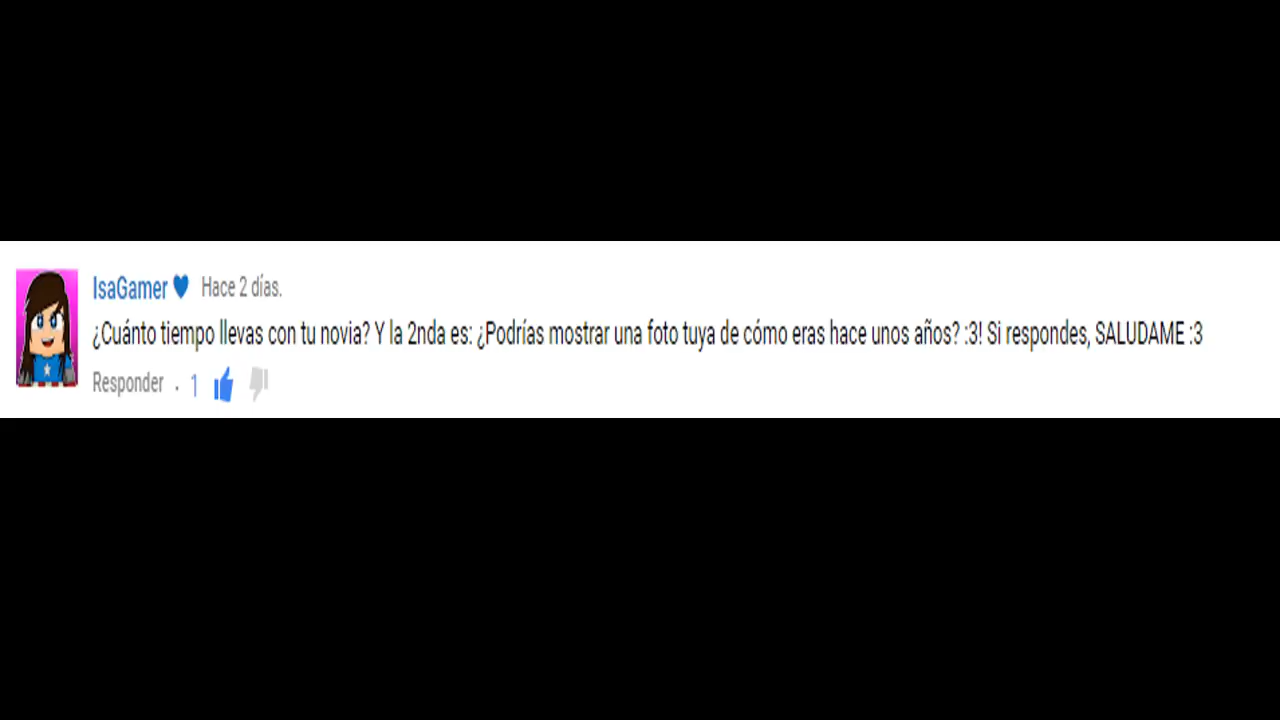 IsaGamer 💙 Hace 2 días.
¿Cuánto tiempo llevas con tu novia? Y la 2nda es: ¿Podrías mostrar una foto tuya de cómo eras hace unos años? :3! Si respondes, SALUDAME :3
Responder · 1